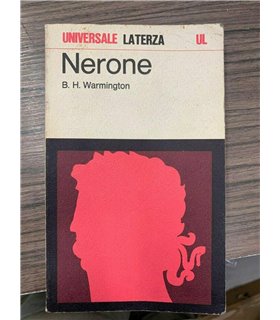 UNIVERSALE LATERZA UL
Nerone
B. H. Warmington